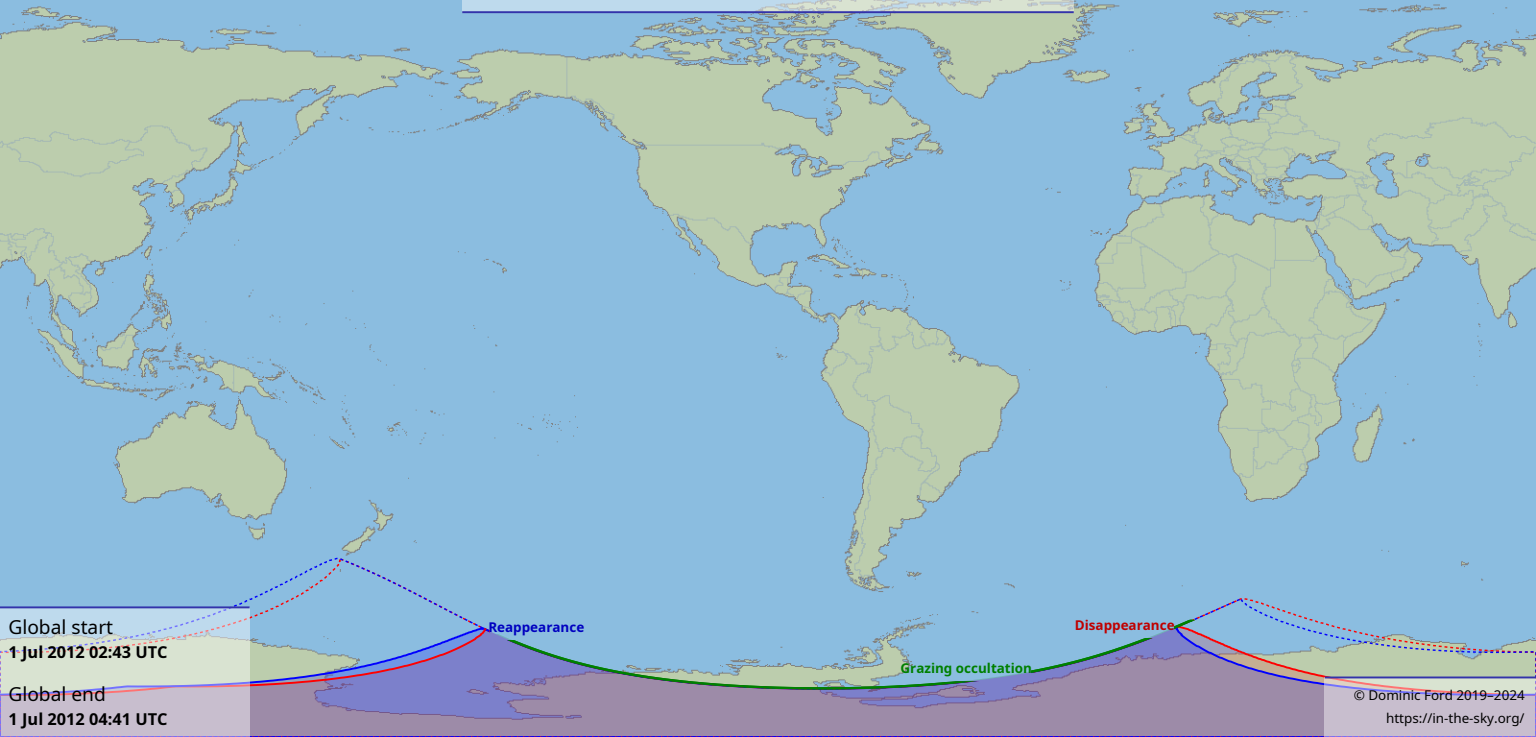 Reappearance
Disappearance
Grazing occultation
Global start
1 Jul 2012 02:43 UTC
Global end
1 Jul 2012 04:41 UTC
© Dominic Ford 2019–2024
https://in-the-sky.org/